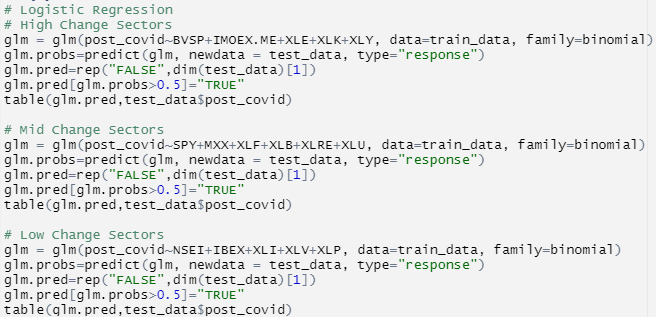 # Logistic Regression
# High Change Sectors
glm = glm(post_covid~BVSP+IMOEX.ME+XLE+XLK+XLY, data=train_data, family=binomial)
glm.probs=predict(glm, newdata = test_data, type="response")
glm.pred=rep("FALSE",dim(test_data)[1])
glm.pred[glm.probs>0.5]="TRUE"
table(glm.pred,test_data$post_covid)
# Mid Change Sectors
glm = glm(post_covid~SPY+MXX+XLF+XLB+XLRE+XLU, data=train_data, family=binomial)
glm.probs=predict(glm, newdata = test_data, type="response")
glm.pred=rep("FALSE",dim(test_data)[1])
glm.pred[glm.probs>0.5]="TRUE"
table(glm.pred,test_data$post_covid)
# Low Change Sectors
glm = glm(post_covid~NSEI+IBEX+XLI+XLV+XLP, data=train_data, family=binomial)
glm.probs=predict(glm, newdata = test_data, type="response")
glm.pred=rep("FALSE",dim(test_data)[1])
glm.pred[glm.probs>0.5]="TRUE"
table(glm.pred,test_data$post_covid)